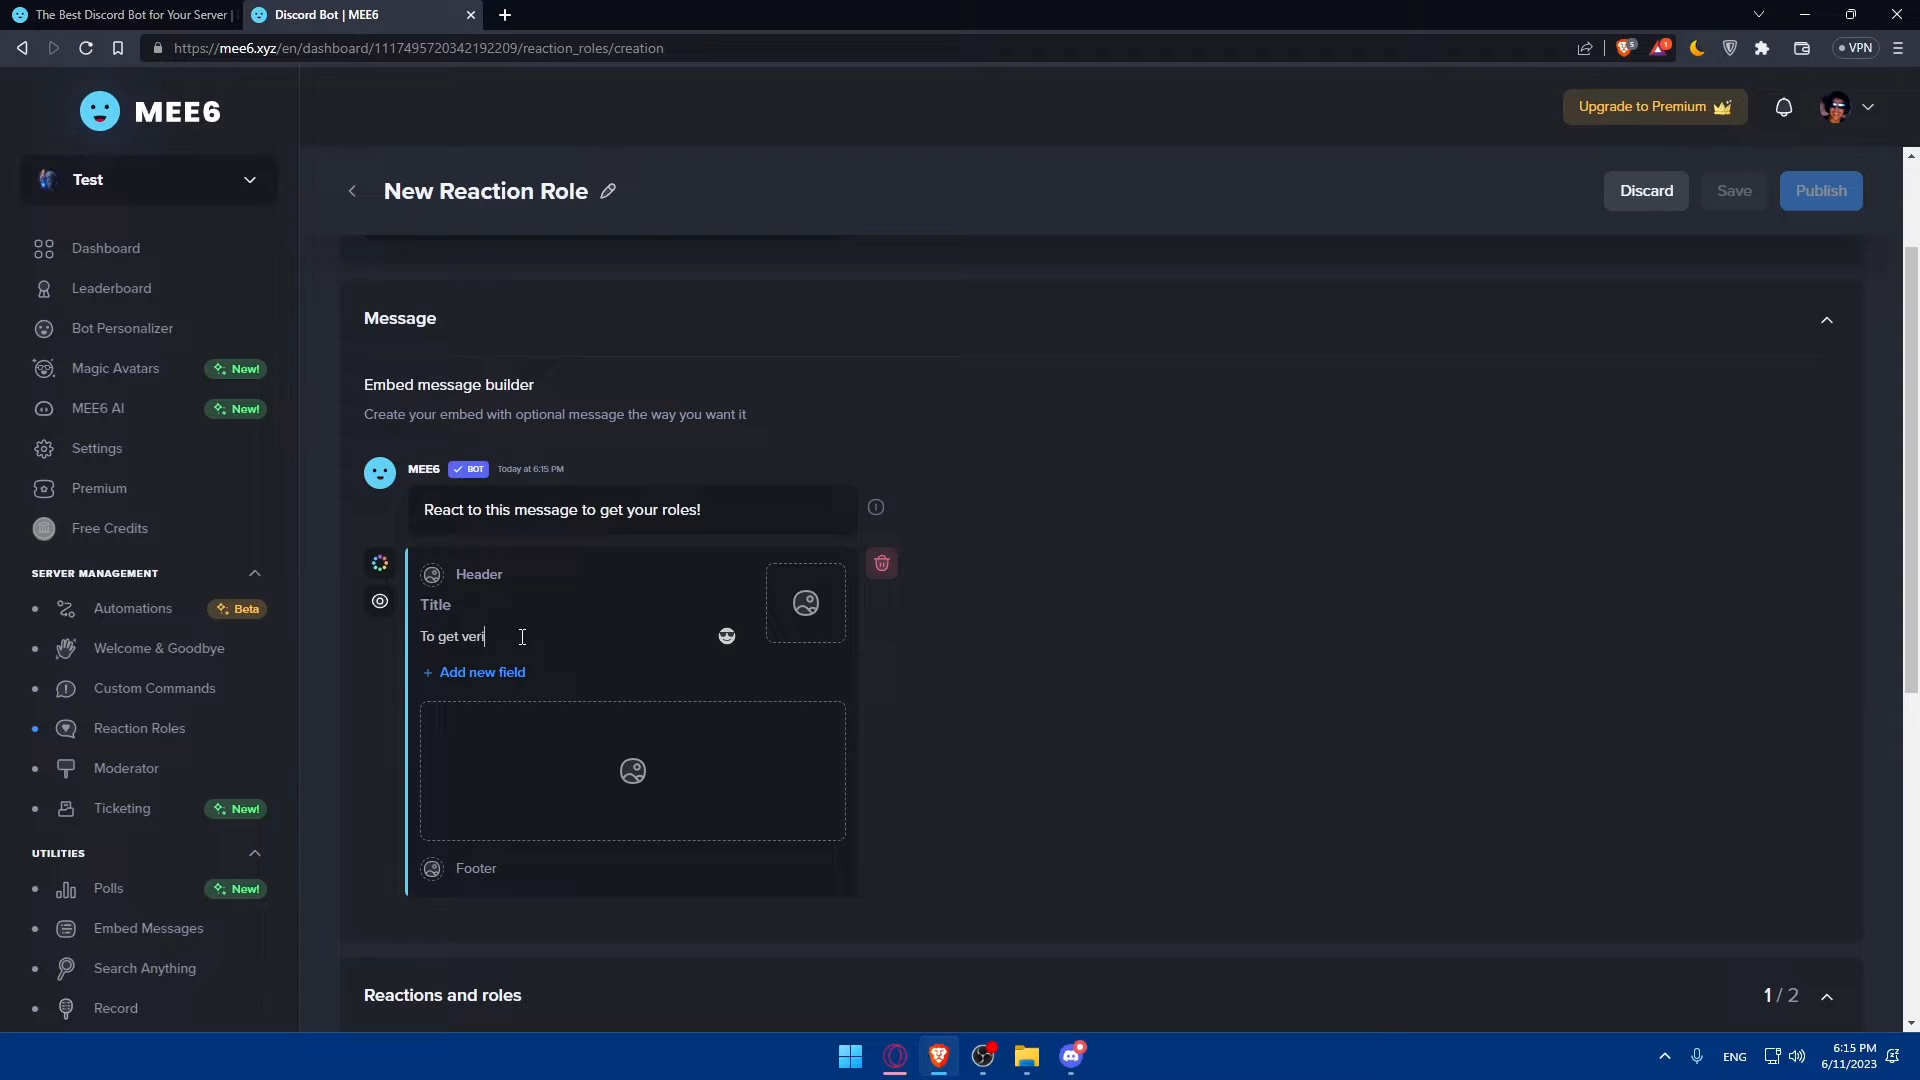 The Best Discord Bot for Your Server |
Discord Bot | MEE6
https://mee6.xyz/en/dashboard/1117495720342192209/reaction_roles/creation
5
1
VPN
MEE6
Upgrade to Premium
Test
New Reaction Role
Discard
Save
Publish
Dashboard
Leaderboard
Bot Personalizer
Magic Avatars
New!
MEE6 AI
New!
Settings
Premium
Free Credits
SERVER MANAGEMENT
Automations
Beta
Welcome & Goodbye
Custom Commands
Reaction Roles
Moderator
Ticketing
New!
UTILITIES
Polls
New!
Embed Messages
Search Anything
Record
Message
Embed message builder
Create your embed with optional message the way you want it
MEE6
BOT
Today at 6:15 PM
React to this message to get your roles!
Header
Title
To get veri
+ Add new field
Footer
Reactions and roles
1 / 2
ENG
6:15 PM
6/11/2023